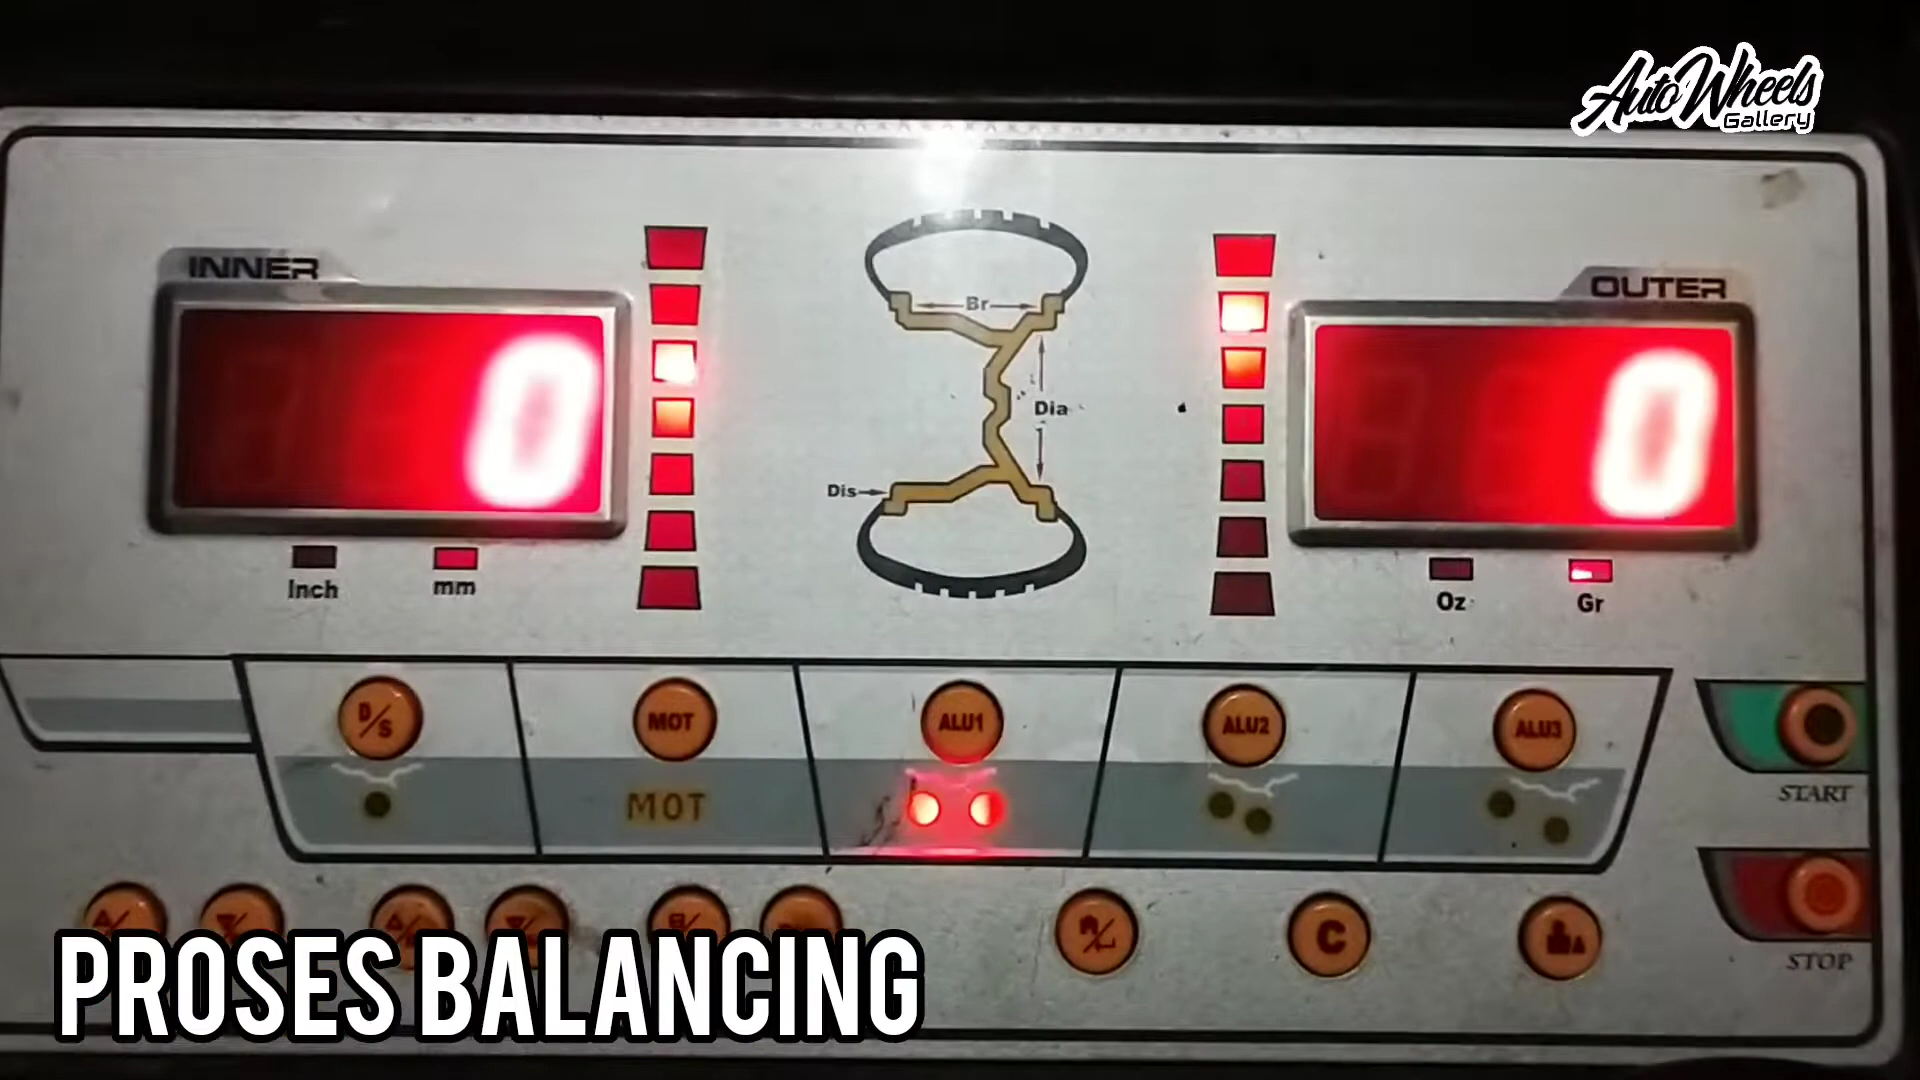 AutoWheels
Gallery
INNER
OUTER
0
0
Br
Dia
Dis
Inch
mm
Oz
Gr
D/S
MOT
ALU1
ALU2
ALU3
MOT
START
C
STOP
PROSES BALANCING